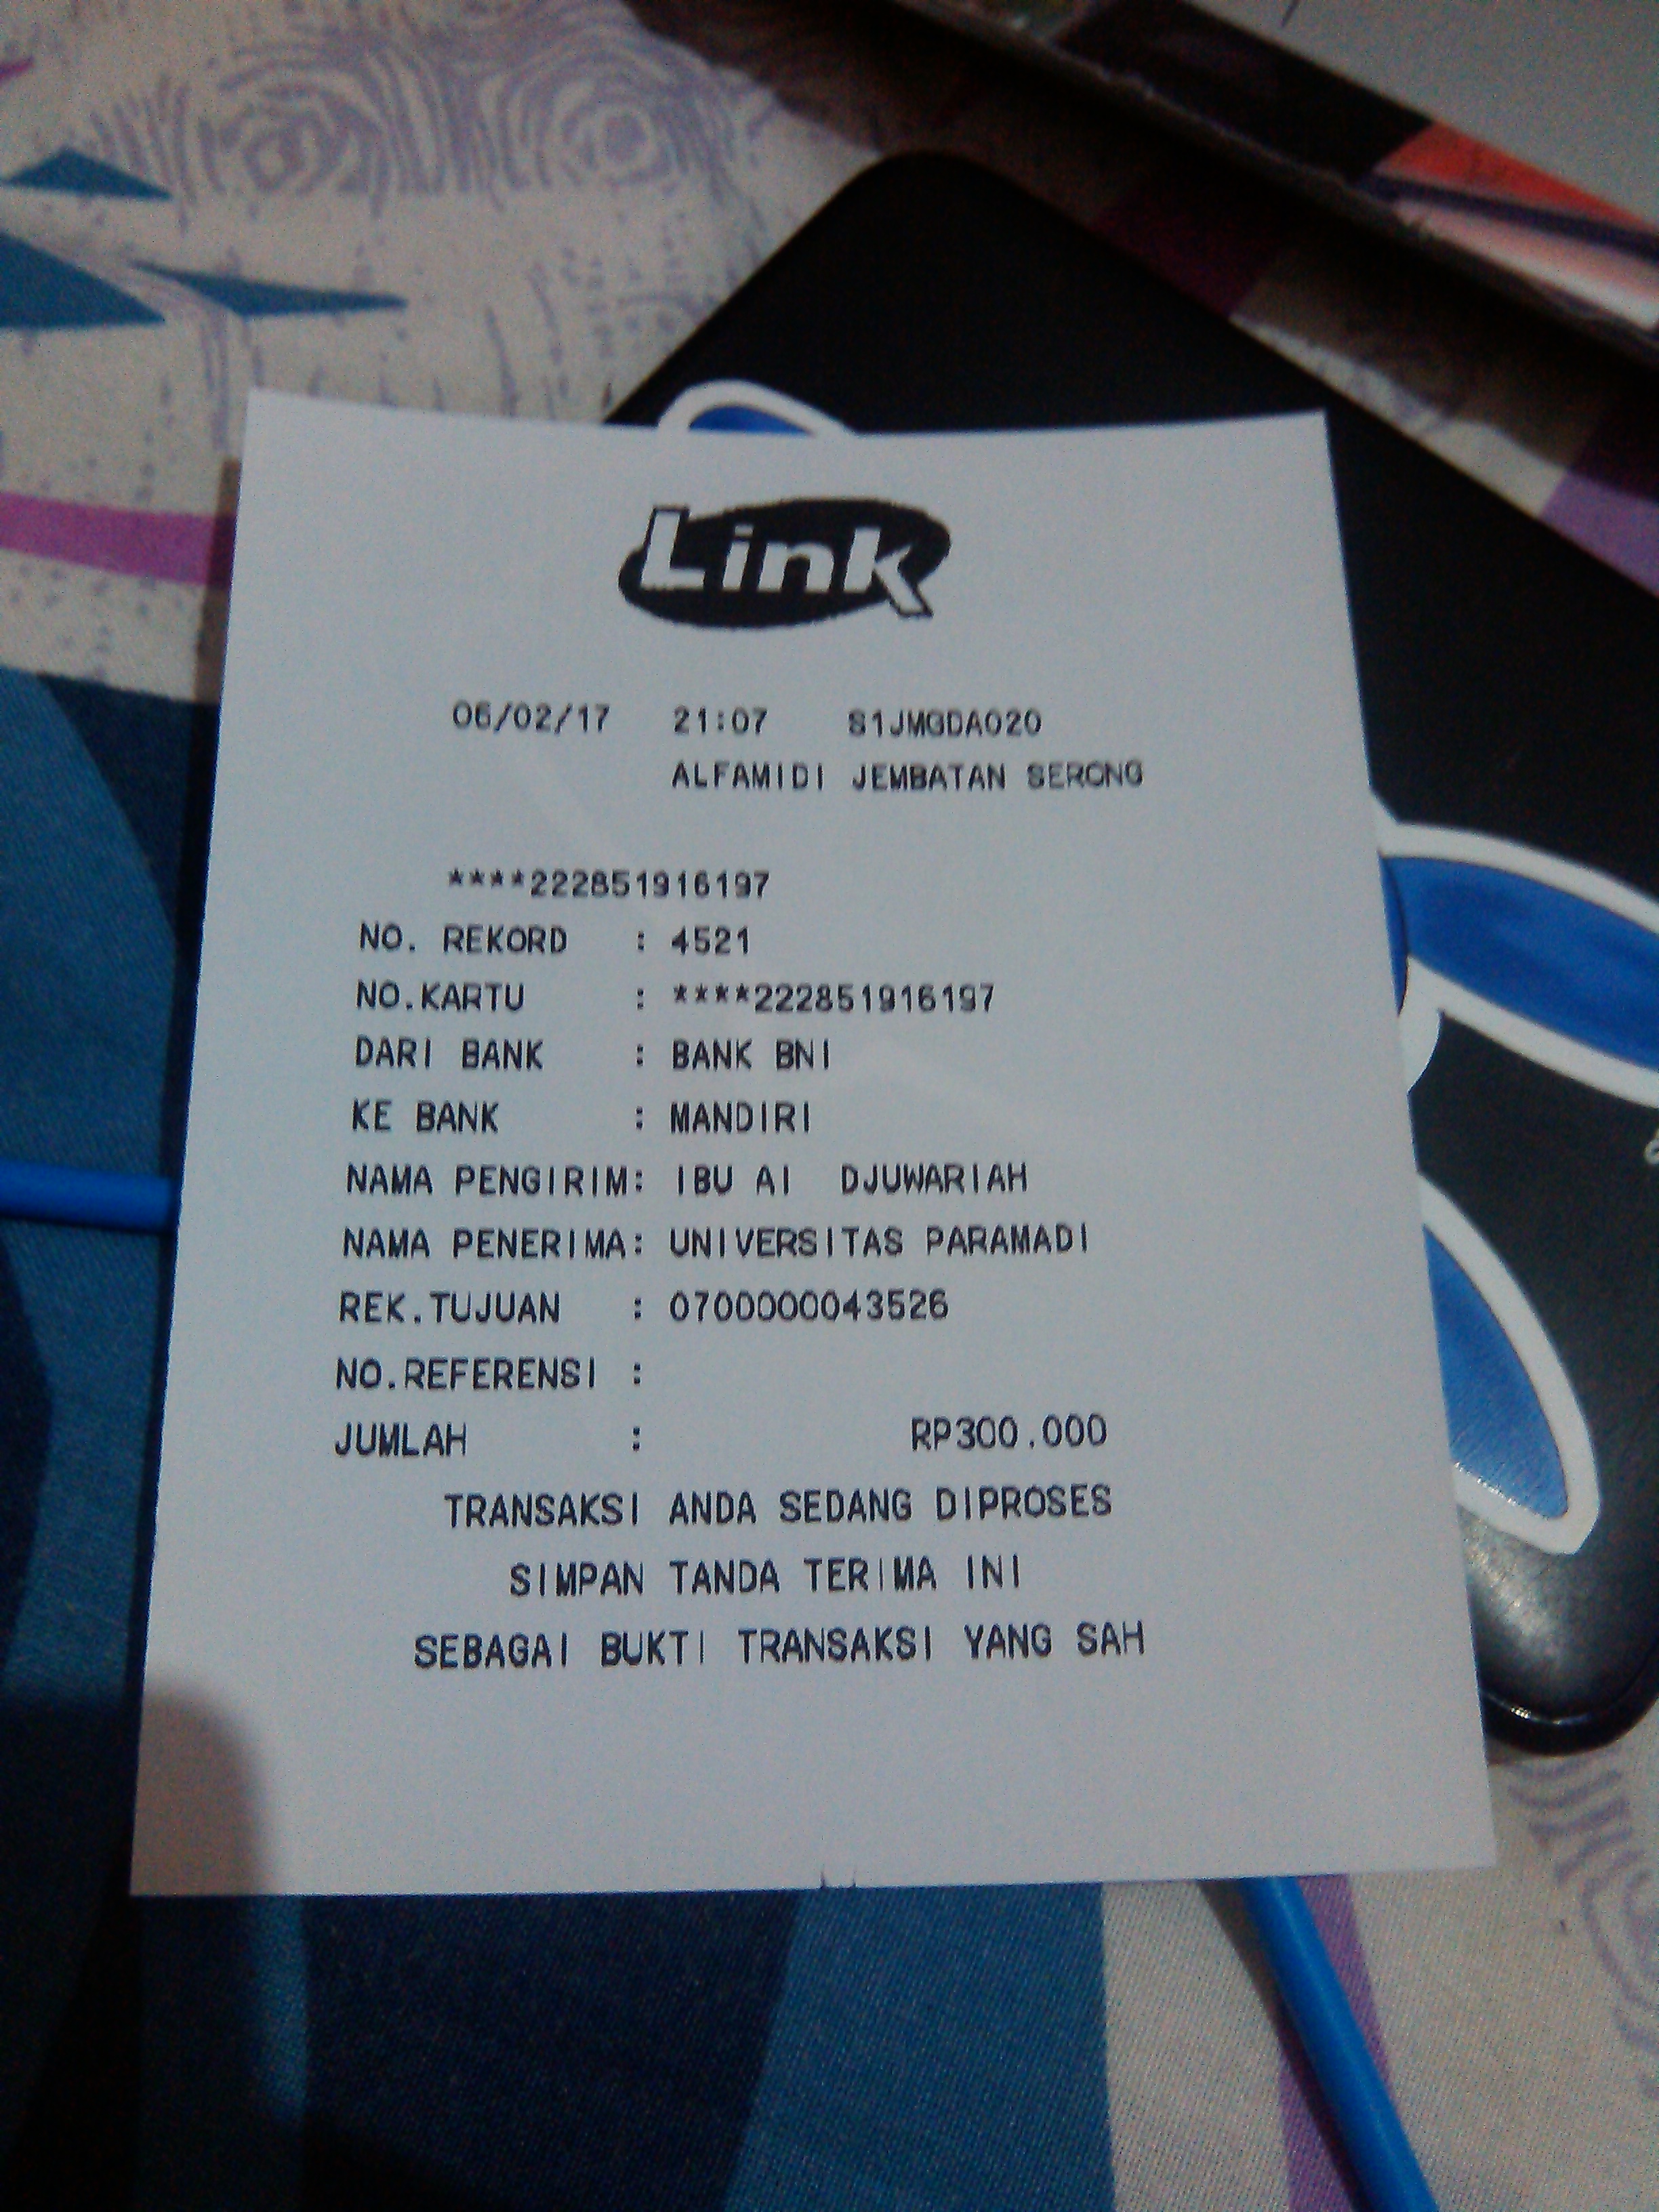 Link
06/02/17 21:07 S1JMGDA020
ALFAMIDI JEMBATAN SERONG
****222851916197
NO. REKORD : 4521
NO.KARTU : ****222851916197
DARI BANK : BANK BNI
KE BANK : MANDIRI
NAMA PENGIRIM: IBU AI DJUWARIAH
NAMA PENERIMA: UNIVERSITAS PARAMADI
REK.TUJUAN : 0700000043526
NO.REFERENSI :
JUMLAH : RP300.000
TRANSAKSI ANDA SEDANG DIPROSES
SIMPAN TANDA TERIMA INI
SEBAGAI BUKTI TRANSAKSI YANG SAH